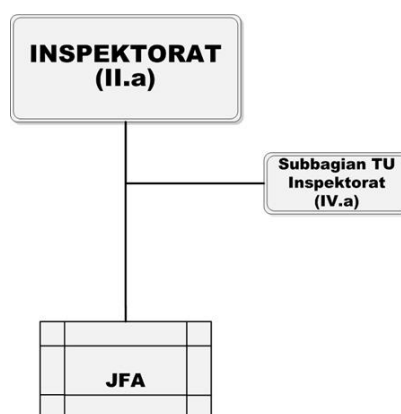 INSPEKTORAT
(II.a)
Subbagian TU
Inspektorat
(IV.a)
JFA